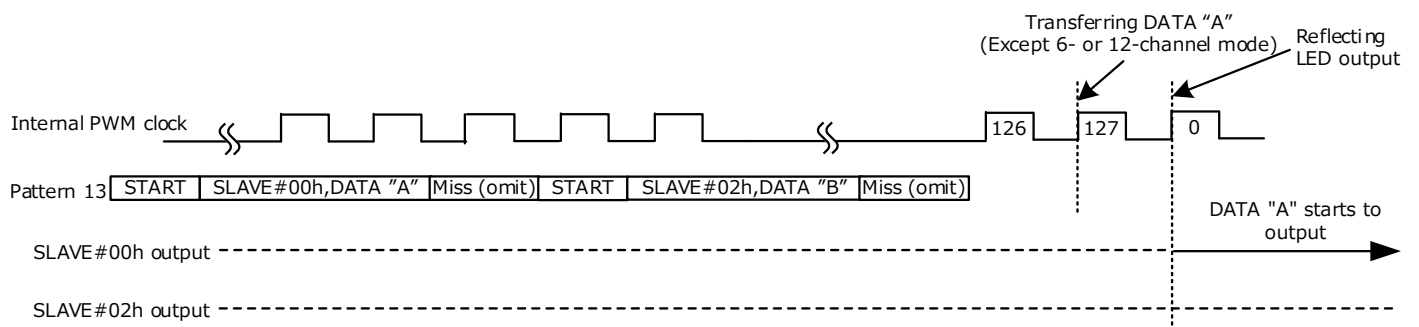 Transferring DATA “A”
(Except 6- or 12-channel mode)
Reflecting
LED output
Internal PWM clock
126 127 0
Pattern 13 START SLAVE#00h,DATA ”A” Miss (omit) START SLAVE#02h,DATA ”B” Miss (omit)
DATA "A" starts to
output
SLAVE#00h output
SLAVE#02h output